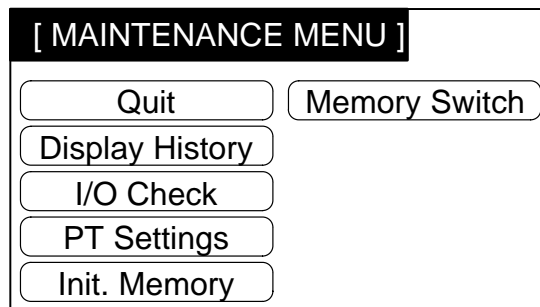 [ MAINTENANCE MENU ]
Quit
Memory Switch
Display History
I/O Check
PT Settings
Init. Memory